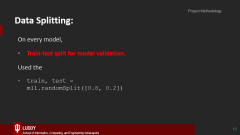 Project Methodology
Data Splitting:
On every model,
• Train-test split for model validation.
Used the
• train, test =
ml1.randomSplit([0.8, 0.2])
LUDDY
School of Informatics, Computing, and Engineering Indianapolis